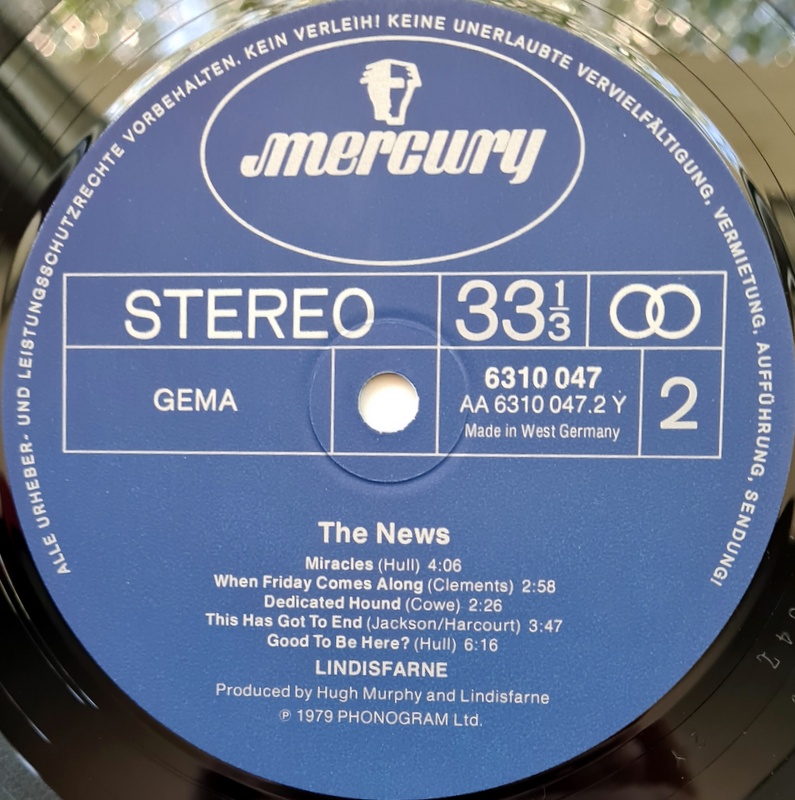 ALLE URHEBER- UND LEISTUNGSSCHUTZRECHTE VORBEHALTEN. KEIN VERLEIH! KEINE UNERLAUBTE VERVIELFÄLTIGUNG, VERMIETUNG, AUFFÜHRUNG, SENDUNG!
mercury
STEREO
33 1/3
GEMA
6310 047
AA 6310 047.2 Y
Made in West Germany
2
The News
Miracles (Hull) 4:06
When Friday Comes Along (Clements) 2:58
Dedicated Hound (Cowe) 2:26
This Has Got To End (Jackson/Harcourt) 3:47
Good To Be Here? (Hull) 6:16
LINDISFARNE
Produced by Hugh Murphy and Lindisfarne
℗ 1979 PHONOGRAM Ltd.